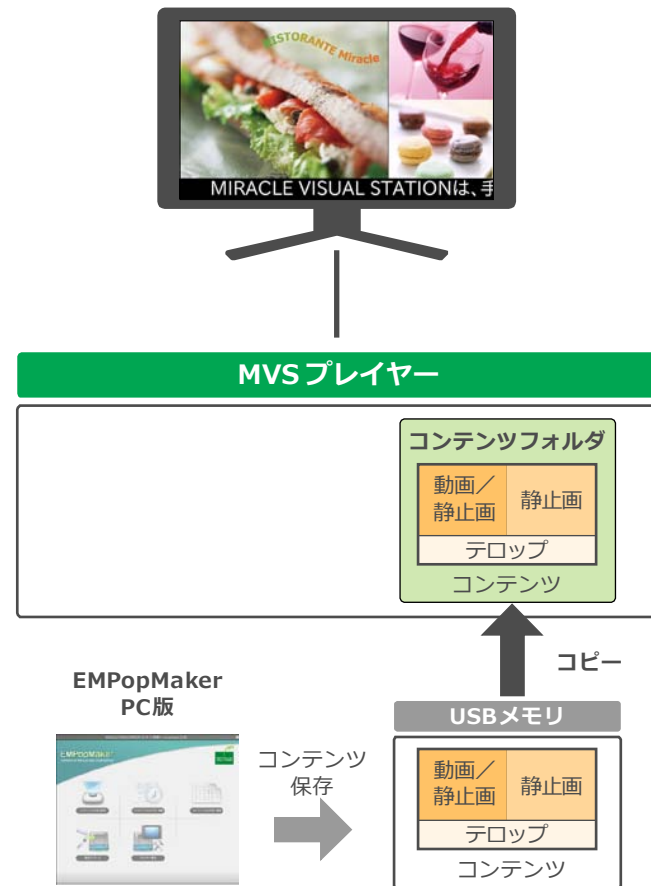 RISTORANTE Miracle
MIRACLE VISUAL STATIONは、手
MVSプレイヤー
コンテンツフォルダ
動画／
静止画
静止画
テロップ
コンテンツ
コピー
EMPopMaker
PC版
USBメモリ
EMPopMaker
コンテンツ
保存
動画／
静止画
静止画
テロップ
コンテンツ